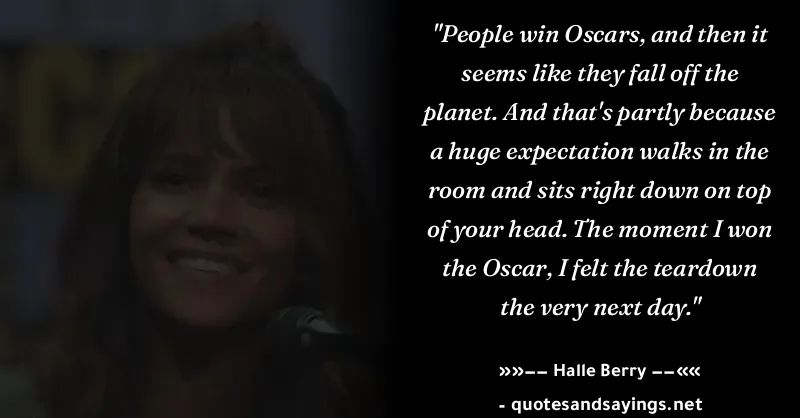 "People win Oscars, and then it
seems like they fall off the
planet. And that's partly because
a huge expectation walks in the
room and sits right down on top
of your head. The moment I won
the Oscar, I felt the teardown
the very next day."
»»−− Halle Berry −−««
- quotesandsayings.net